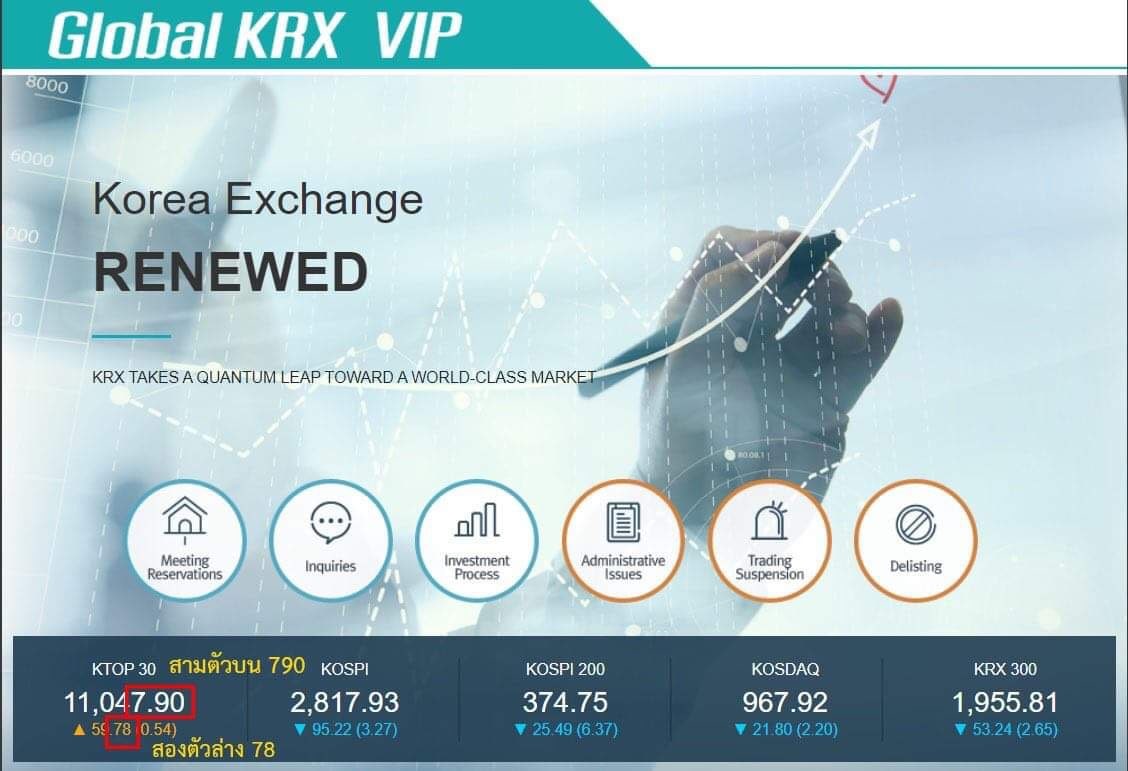 Global KRX VIP
8000
6000
Korea Exchange
RENEWED
KRX TAKES A QUANTUM LEAP TOWARD A WORLD-CLASS MARKET
80.08.1
Meeting
Reservations
Inquiries
Investment
Process
Administrative
Issues
Trading
Suspension
Delisting
KTOP 30 สามตัวบน 790
11,047.90
▲ 59.78 (0.54)
สองตัวล่าง 78
KOSPI
2,817.93
▼ 95.22 (3.27)
KOSPI 200
374.75
▼ 25.49 (6.37)
KOSDAQ
967.92
▼ 21.80 (2.20)
KRX 300
1,955.81
▼ 53.24 (2.65)